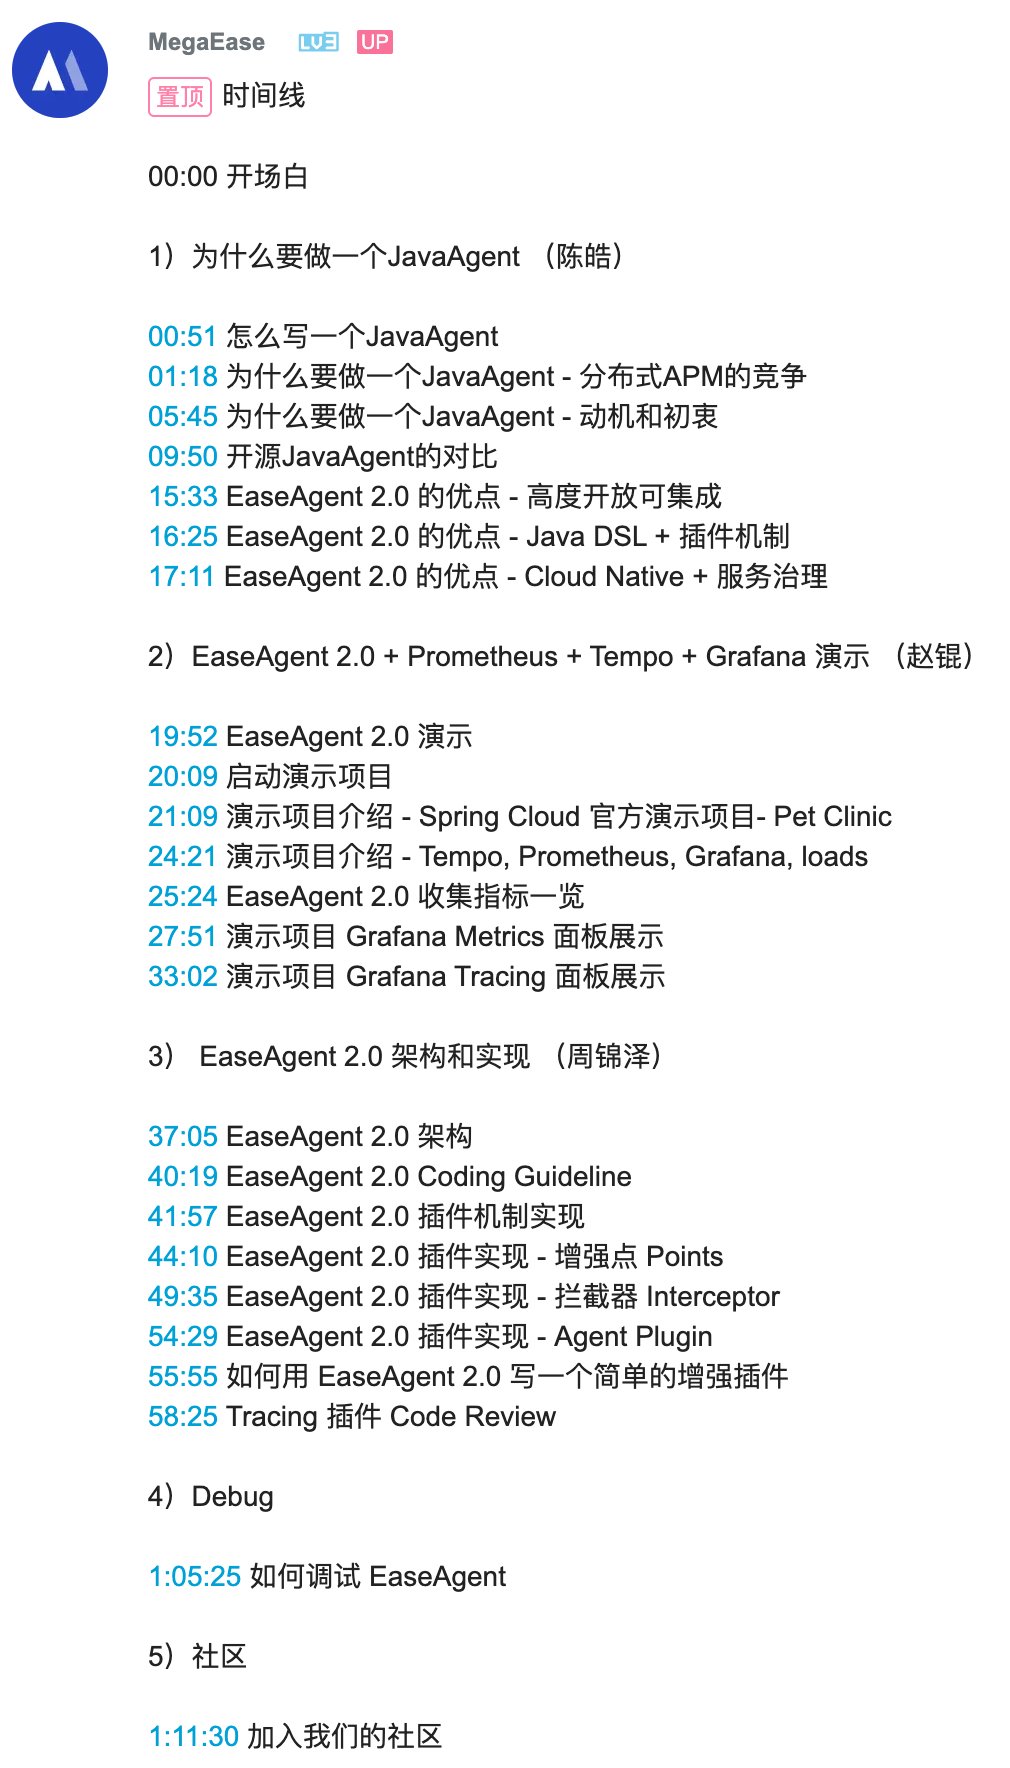 MegaEase LV3 UP
置顶 时间线
00:00 开场白
1）为什么要做一个JavaAgent （陈皓）
00:51 怎么写一个JavaAgent
01:18 为什么要做一个JavaAgent - 分布式APM的竞争
05:45 为什么要做一个JavaAgent - 动机和初衷
09:50 开源JavaAgent的对比
15:33 EaseAgent 2.0 的优点 - 高度开放可集成
16:25 EaseAgent 2.0 的优点 - Java DSL + 插件机制
17:11 EaseAgent 2.0 的优点 - Cloud Native + 服务治理
2）EaseAgent 2.0 + Prometheus + Tempo + Grafana 演示 （赵锟）
19:52 EaseAgent 2.0 演示
20:09 启动演示项目
21:09 演示项目介绍 - Spring Cloud 官方演示项目- Pet Clinic
24:21 演示项目介绍 - Tempo, Prometheus, Grafana, loads
25:24 EaseAgent 2.0 收集指标一览
27:51 演示项目 Grafana Metrics 面板展示
33:02 演示项目 Grafana Tracing 面板展示
3） EaseAgent 2.0 架构和实现 （周锦泽）
37:05 EaseAgent 2.0 架构
40:19 EaseAgent 2.0 Coding Guideline
41:57 EaseAgent 2.0 插件机制实现
44:10 EaseAgent 2.0 插件实现 - 增强点 Points
49:35 EaseAgent 2.0 插件实现 - 拦截器 Interceptor
54:29 EaseAgent 2.0 插件实现 - Agent Plugin
55:55 如何用 EaseAgent 2.0 写一个简单的增强插件
58:25 Tracing 插件 Code Review
4）Debug
1:05:25 如何调试 EaseAgent
5）社区
1:11:30 加入我们的社区